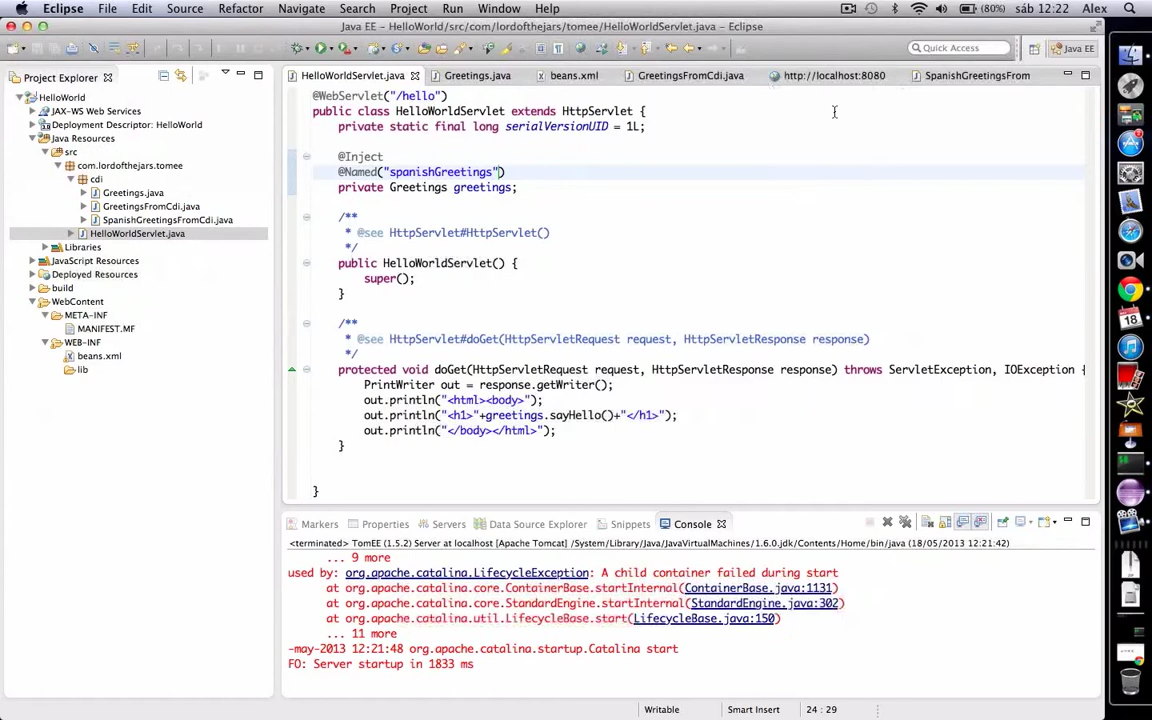 Eclipse File Edit Source Refactor Navigate Search Project Run Window Help (80%) sáb 12:22 Alex
Java EE - HelloWorld/src/com/lordofthejars/tomee/HelloWorldServlet.java - Eclipse
Quick Access Java EE
Project Explorer
HelloWorld
JAX-WS Web Services
Deployment Descriptor: HelloWorld
Java Resources
src
com.lordofthejars.tomee
cdi
Greetings.java
GreetingsFromCdi.java
SpanishGreetingsFromCdi.java
HelloWorldServlet.java
Libraries
JavaScript Resources
Deployed Resources
build
WebContent
META-INF
MANIFEST.MF
WEB-INF
beans.xml
lib
HelloWorldServlet.java Greetings.java beans.xml GreetingsFromCdi.java http://localhost:8080 SpanishGreetingsFrom
@WebServlet("/hello")
public class HelloWorldServlet extends HttpServlet {
private static final long serialVersionUID = 1L;
@Inject
@Named("spanishGreetings")
private Greetings greetings;
/**
* @see HttpServlet#HttpServlet()
*/
public HelloWorldServlet() {
super();
}
/**
* @see HttpServlet#doGet(HttpServletRequest request, HttpServletResponse response)
*/
protected void doGet(HttpServletRequest request, HttpServletResponse response) throws ServletException, IOException {
PrintWriter out = response.getWriter();
out.println("<html><body>");
out.println("<h1>"+greetings.sayHello()+"</h1>");
out.println("</body></html>");
}
}
Markers Properties Servers Data Source Explorer Snippets Console
<terminated> TomEE (1.5.2) Server at localhost [Apache Tomcat] /System/Library/Java/JavaVirtualMachines/1.6.0.jdk/Contents/Home/bin/java (18/05/2013 12:21:42)
... 9 more
used by: org.apache.catalina.LifecycleException: A child container failed during start
at org.apache.catalina.core.ContainerBase.startInternal(ContainerBase.java:1131)
at org.apache.catalina.core.StandardEngine.startInternal(StandardEngine.java:302)
at org.apache.catalina.util.LifecycleBase.start(LifecycleBase.java:150)
... 11 more
-may-2013 12:21:48 org.apache.catalina.startup.Catalina start
FO: Server startup in 1833 ms
Writable Smart Insert 24 : 29